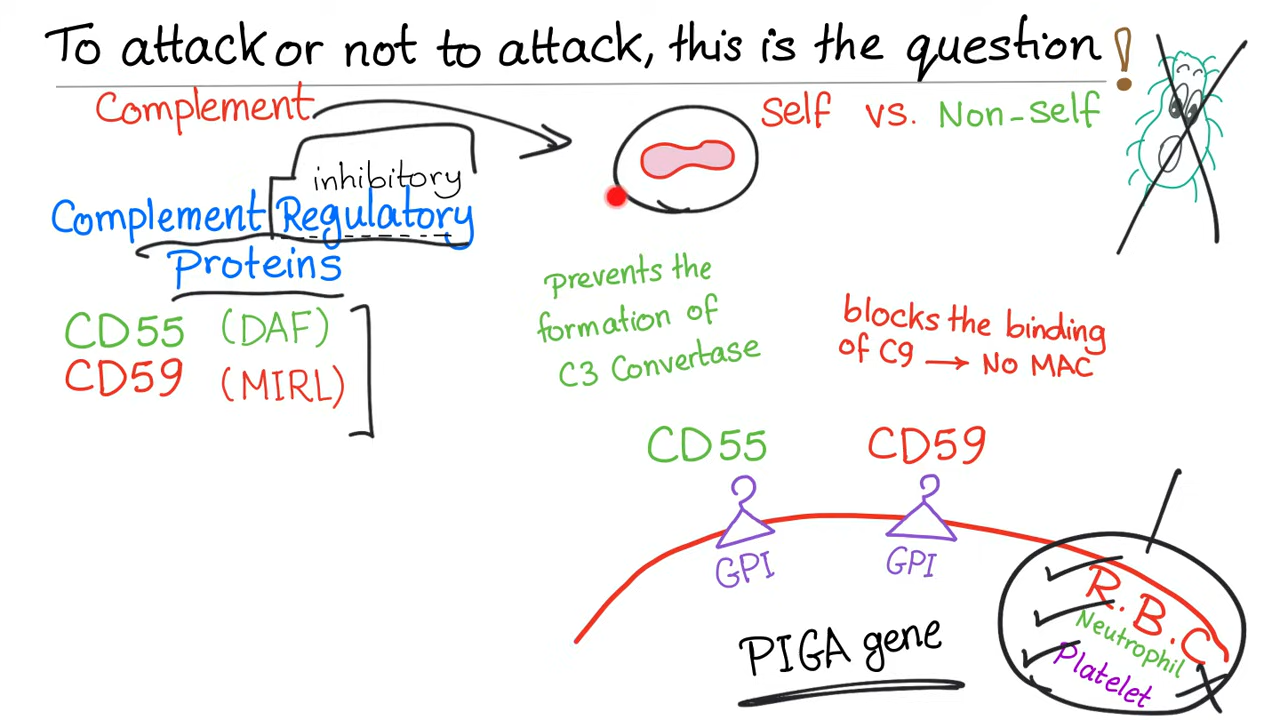 To attack or not to attack, this is the question!
Complement
Self vs. Non-self
inhibitory
Complement Regulatory
Proteins
CD55 (DAF)
CD59 (MIRL)
prevents the
formation of
C3 Convertase
blocks the binding
of C9 → No MAC
CD55
CD59
GPI
GPI
PIGA gene
R.B.C
Neutrophil
Platelet